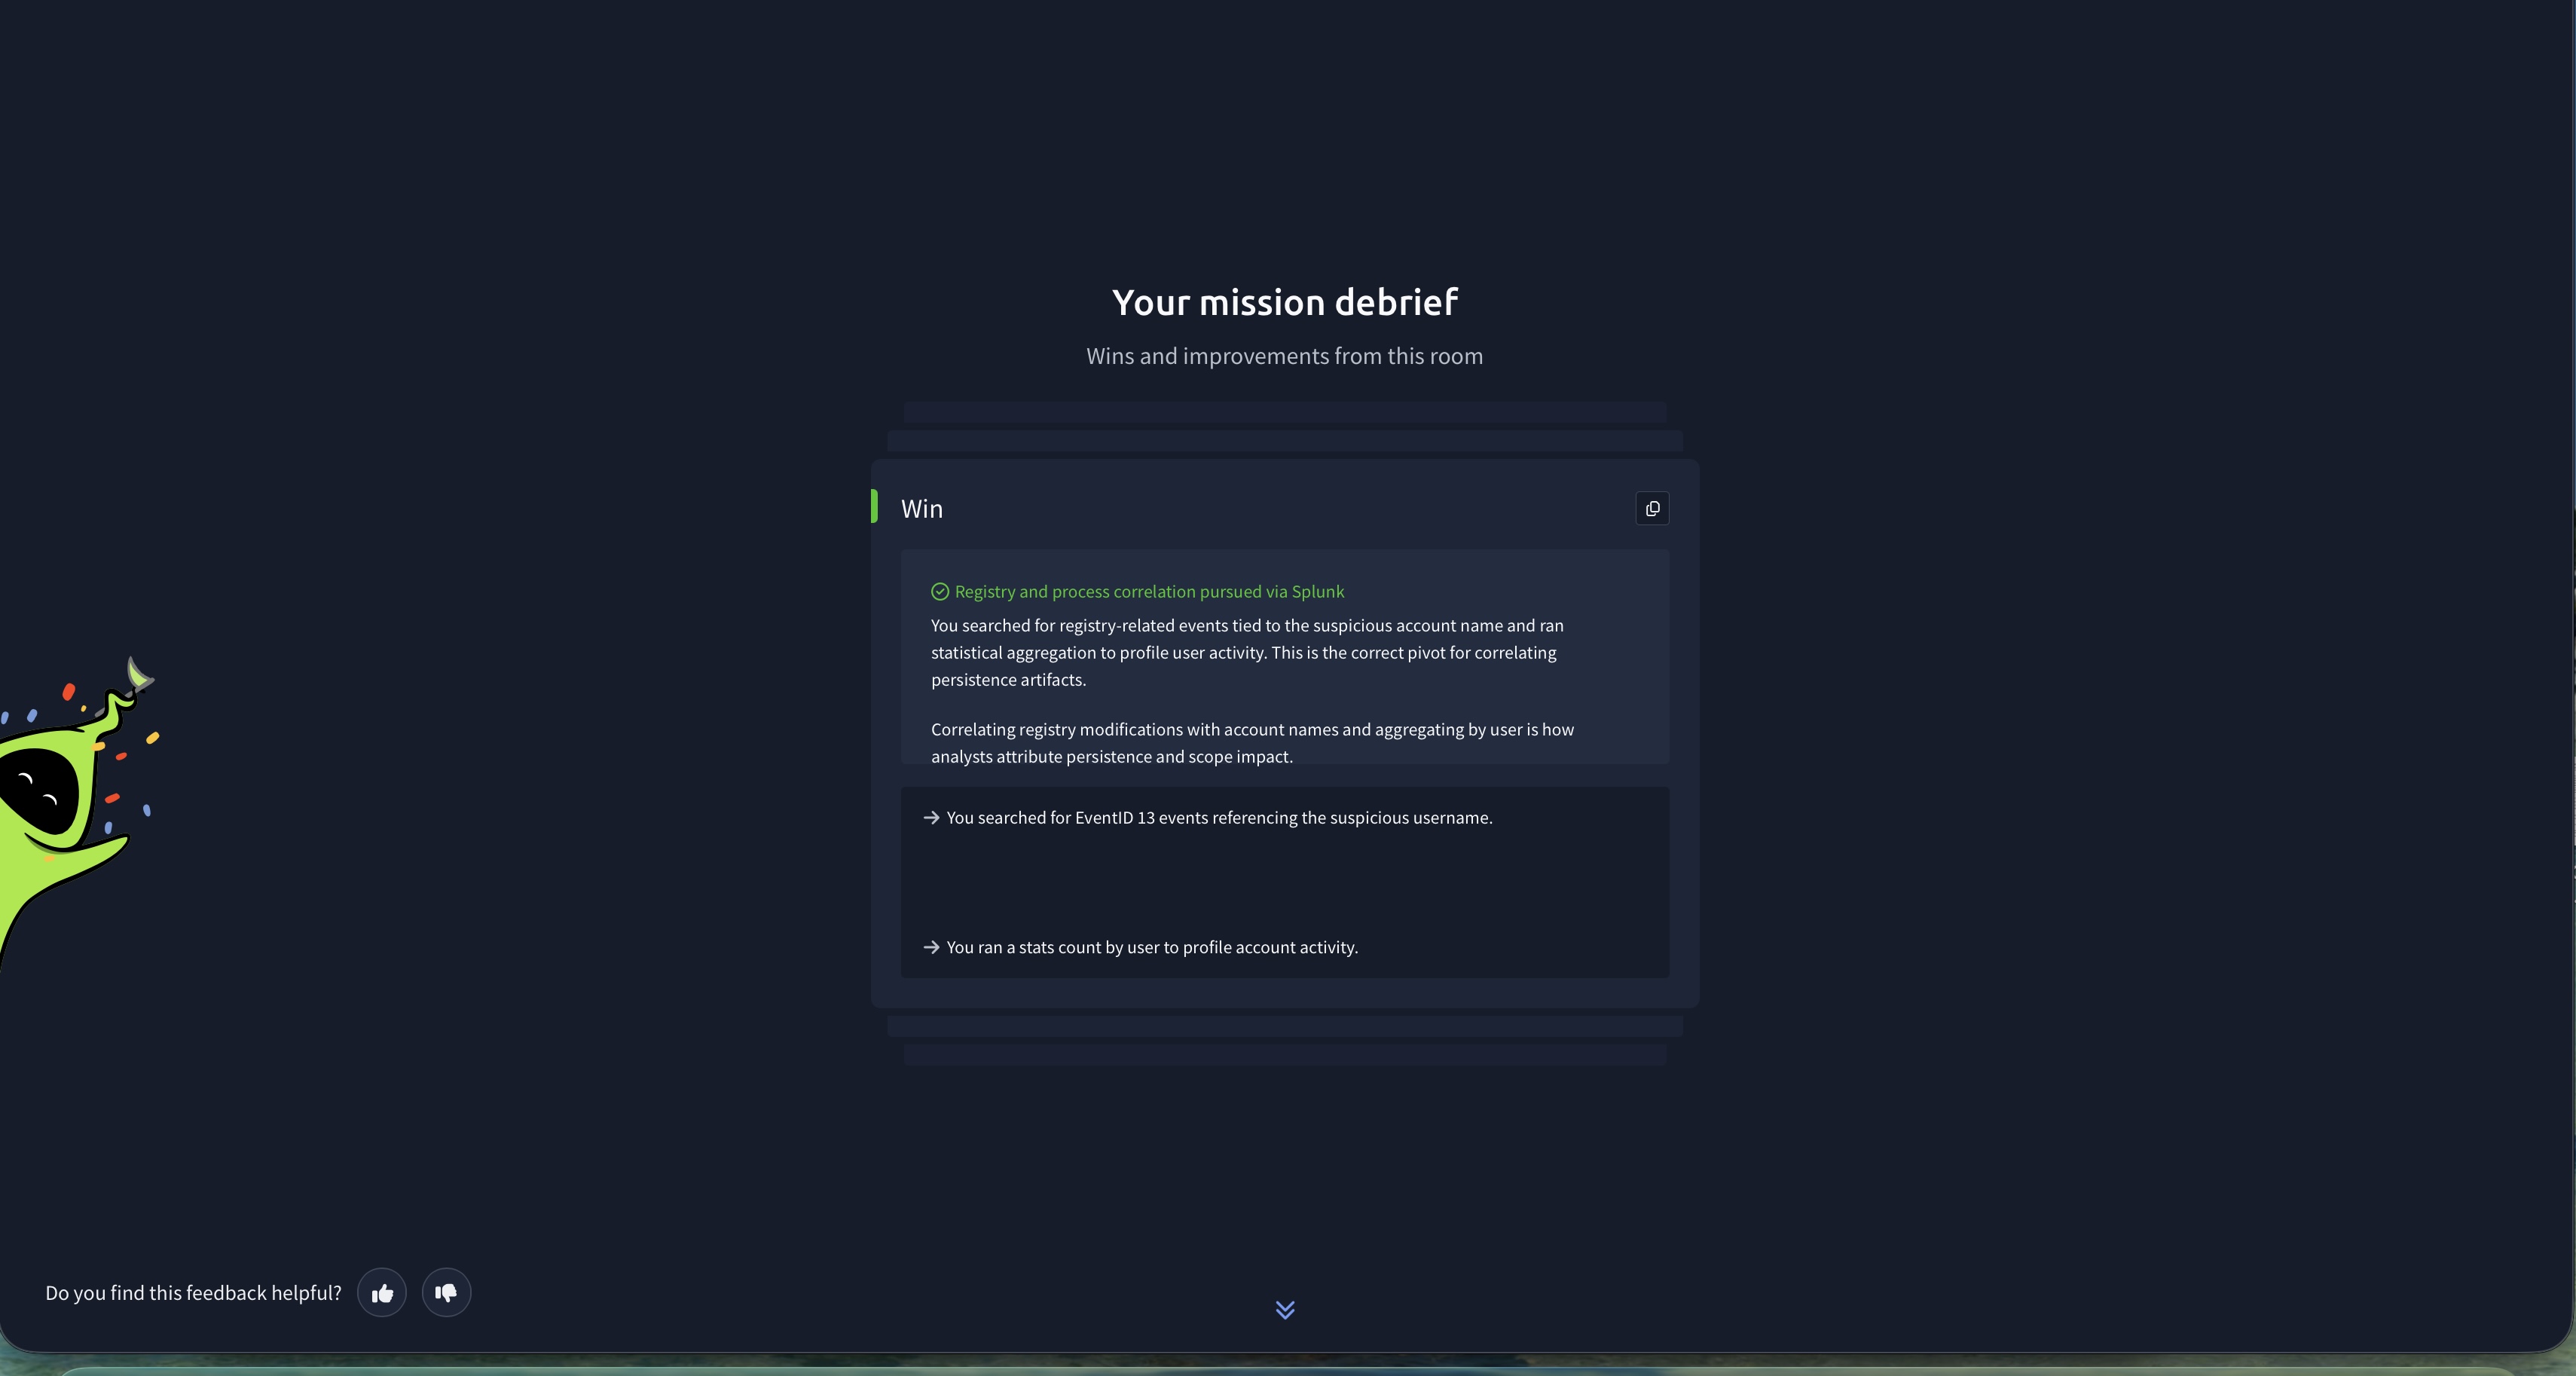 Your mission debrief
Wins and improvements from this room
Win
Registry and process correlation pursued via Splunk
You searched for registry-related events tied to the suspicious account name and ran
statistical aggregation to profile user activity. This is the correct pivot for correlating
persistence artifacts.
Correlating registry modifications with account names and aggregating by user is how
analysts attribute persistence and scope impact.
→ You searched for EventID 13 events referencing the suspicious username.
→ You ran a stats count by user to profile account activity.
Do you find this feedback helpful?